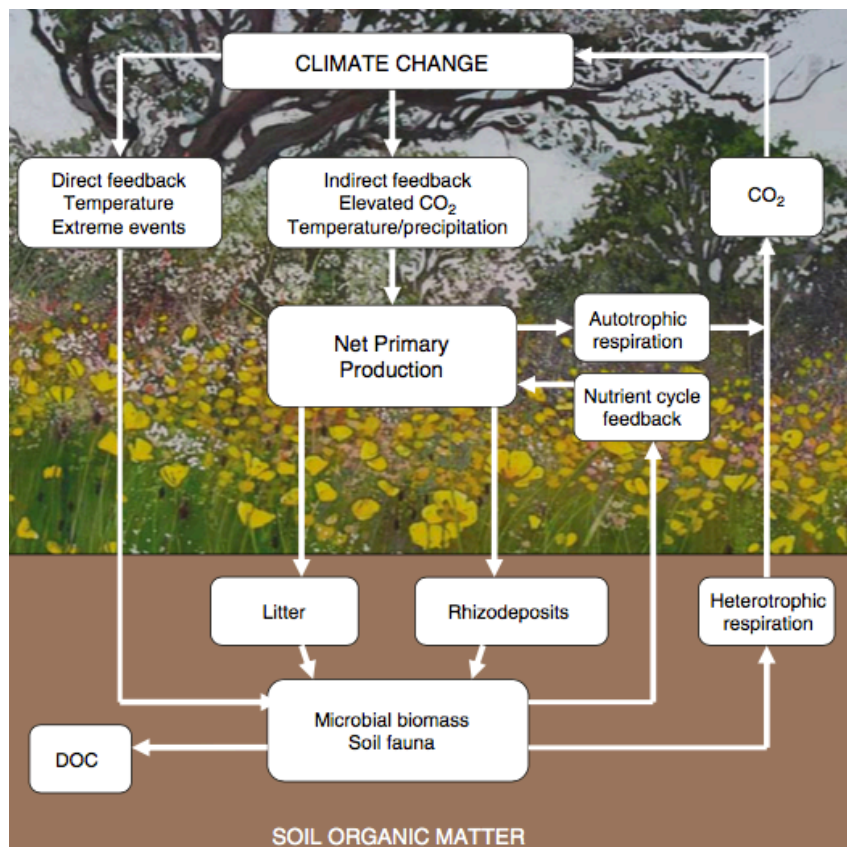 CLIMATE CHANGE
Direct feedback
Temperature
Extreme events
Indirect feedback
Elevated CO₂
Temperature/precipitation
CO₂
Net Primary
Production
Autotrophic
respiration
Nutrient cycle
feedback
Litter
Rhizodeposits
Heterotrophic
respiration
Microbial biomass
Soil fauna
DOC
SOIL ORGANIC MATTER